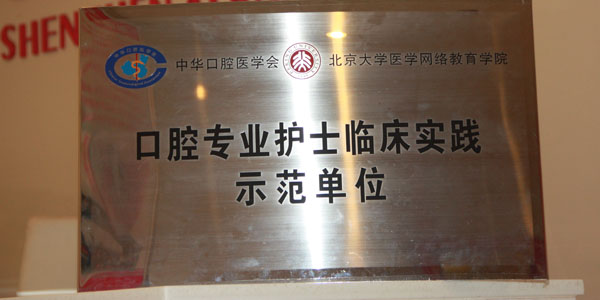 SHENZHEN
中华口腔医学会 北京大学医学网络教育学院
口腔专业护士临床实践
示范单位